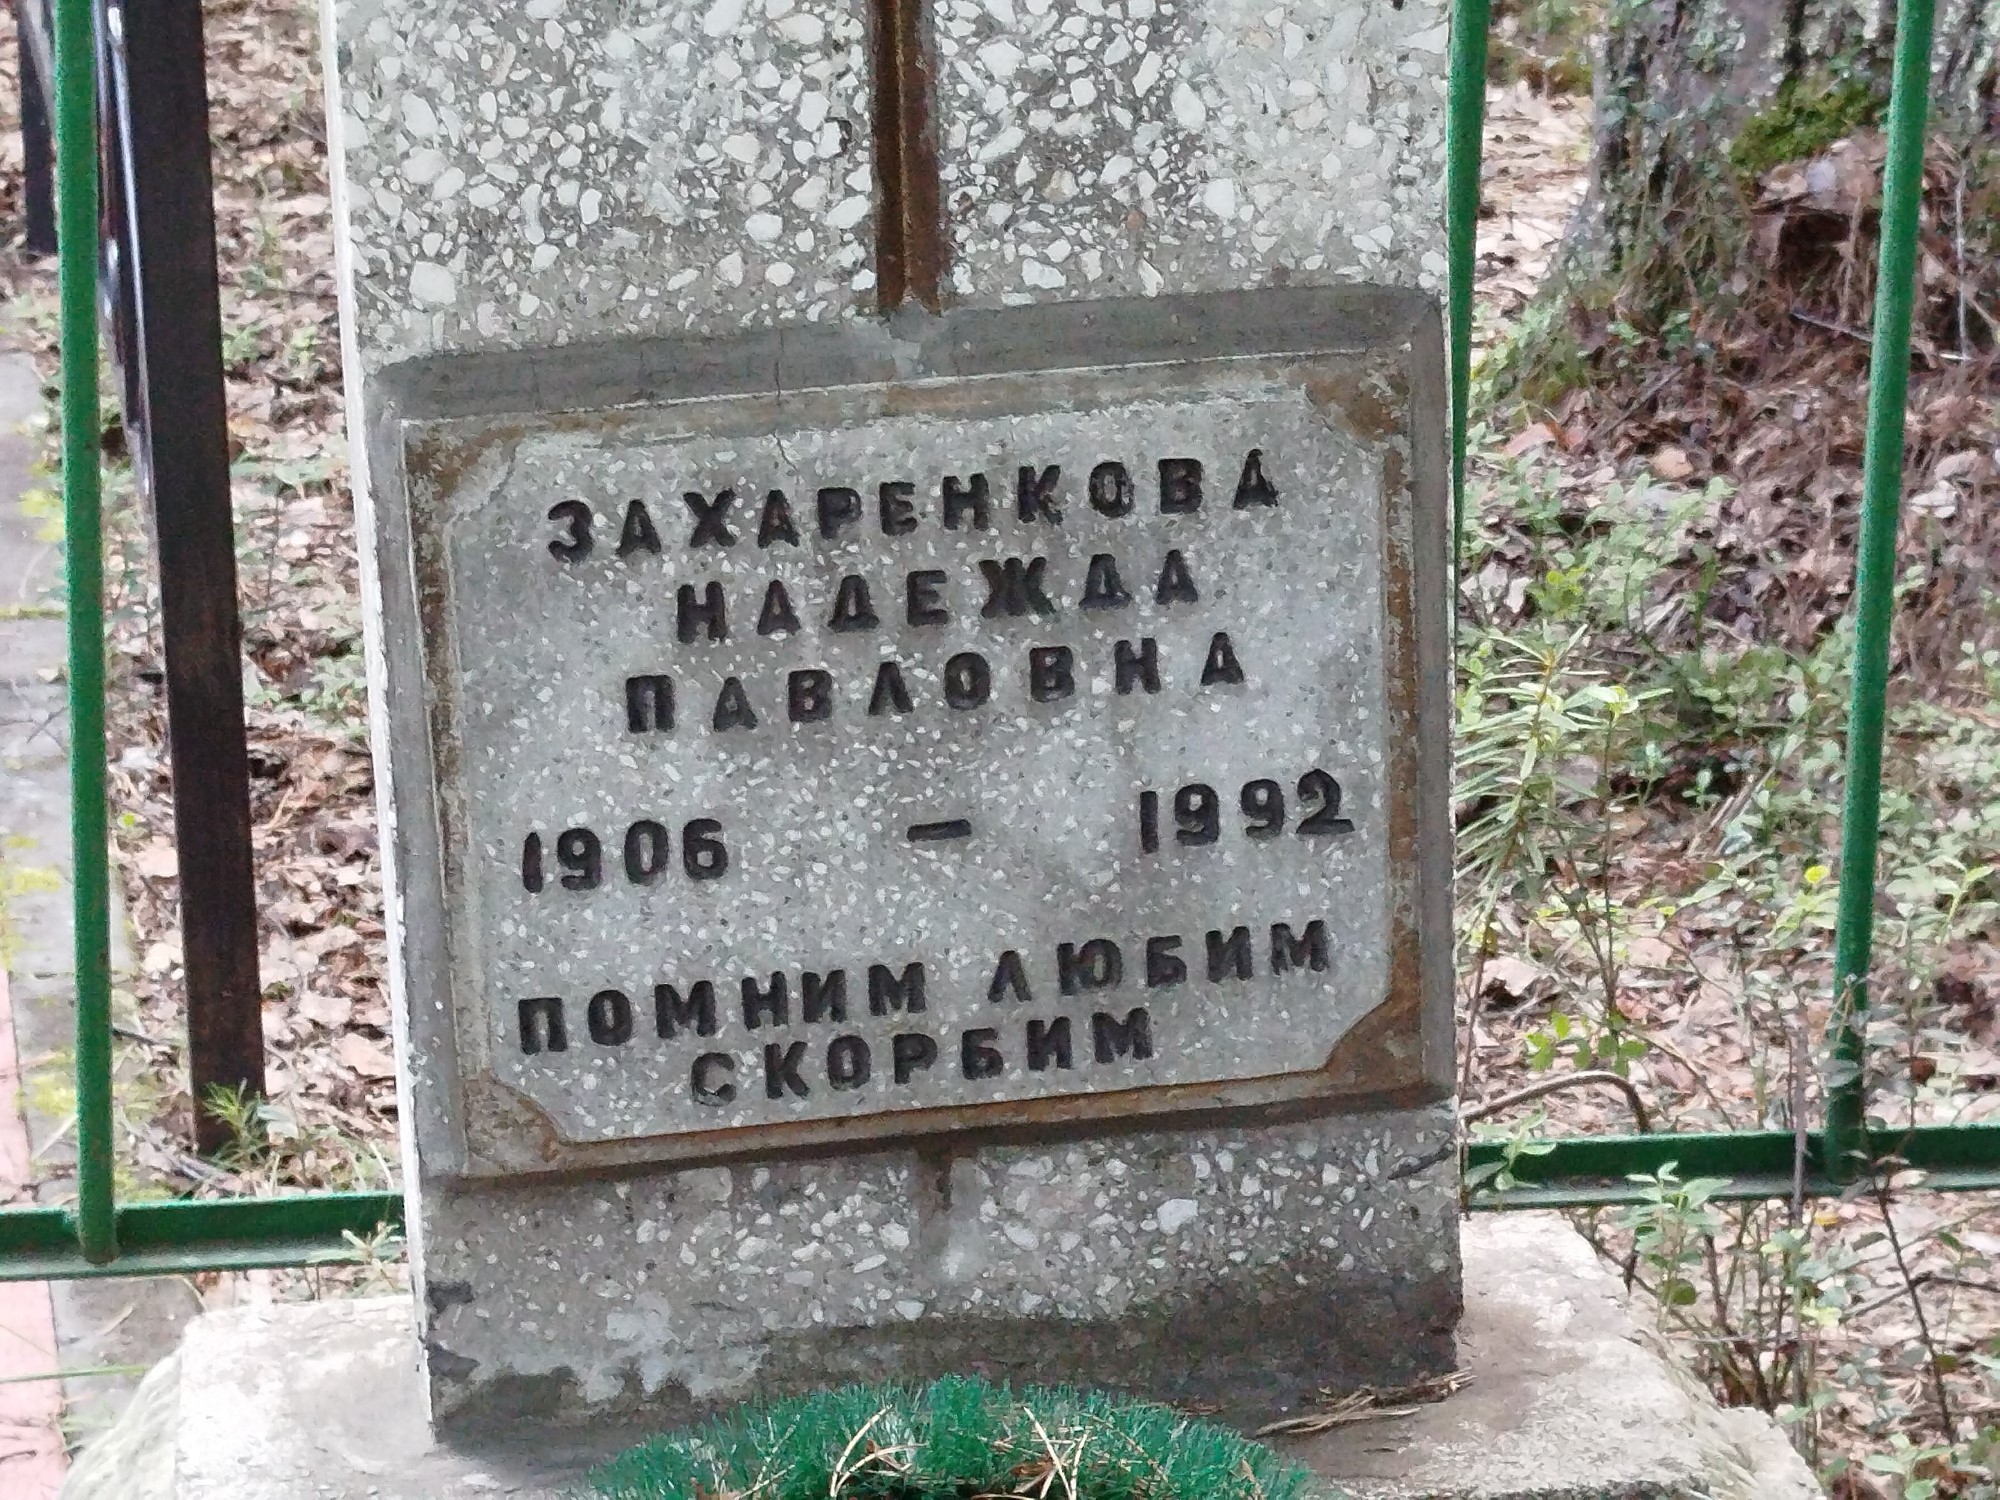 ЗАХАРЕНКОВА
НАДЕЖДА
ПАВЛОВНА
1906 — 1992
ПОМНИМ ЛЮБИМ
СКОРБИМ